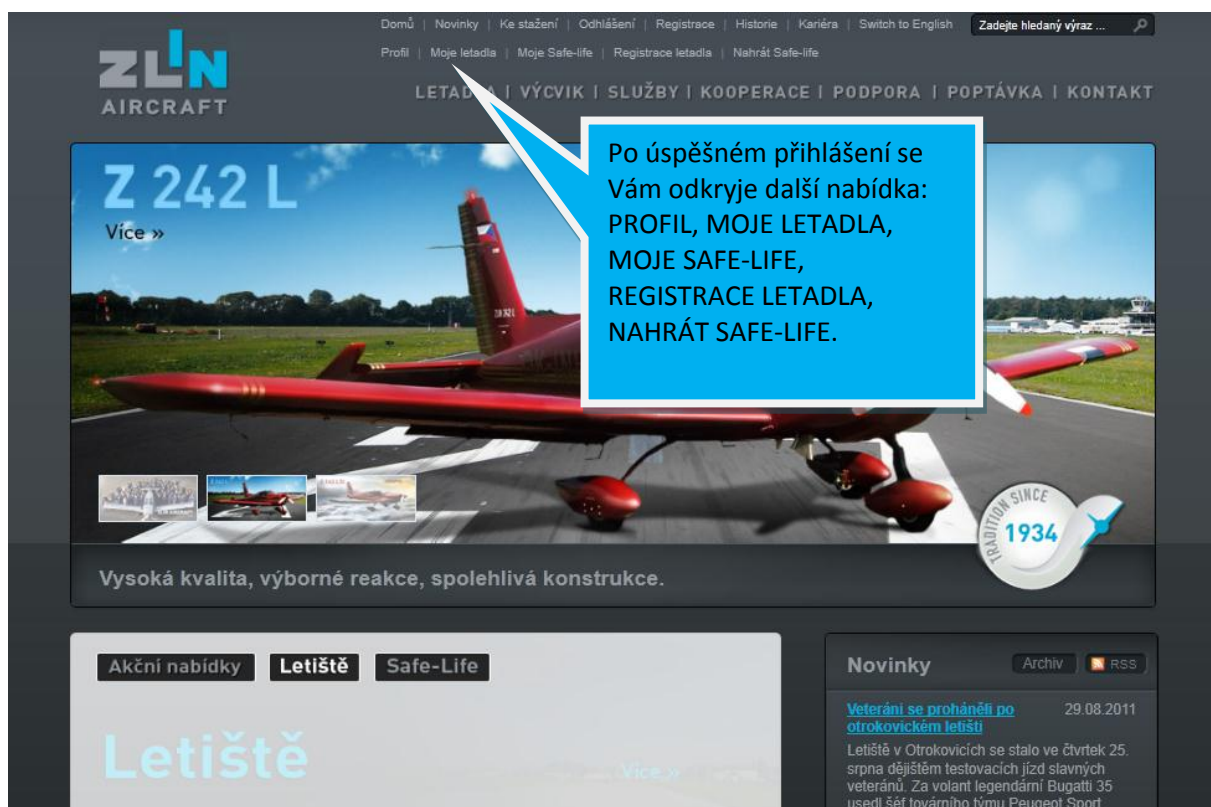 Domů | Novinky | Ke stažení | Odhlášení | Registrace | Historie | Kariéra | Switch to English
Zadejte hledaný výraz ...
Profil | Moje letadla | Moje Safe-life | Registrace letadla | Nahrát Safe-life
ZLIN
AIRCRAFT
| VÝCVIK | SLUŽBY | KOOPERACE | PODPORA | POPTÁVKA | KONTAKT
Po úspěšném přihlášení se
Vám odkryje další nabídka:
PROFIL, MOJE LETADLA,
MOJE SAFE-LIFE,
REGISTRACE LETADLA,
NAHRÁT SAFE-LIFE.
Z 242 L
Více »
TRADITION SINCE
1934
Vysoká kvalita, výborné reakce, spolehlivá konstrukce.
Akční nabídky
Letiště
Safe-Life
Letiště
Více »
Novinky
Archiv
RSS
Veteráni se proháněli po
otrokovickém letišti
29.08.2011
Letiště v Otrokovicích se stalo ve čtvrtek 25.
srpna dějištěm testovacích jízd slavných
veteránů. Za volant legendární Bugatti 35
usedl šéf továrního týmu Peugeot Sport